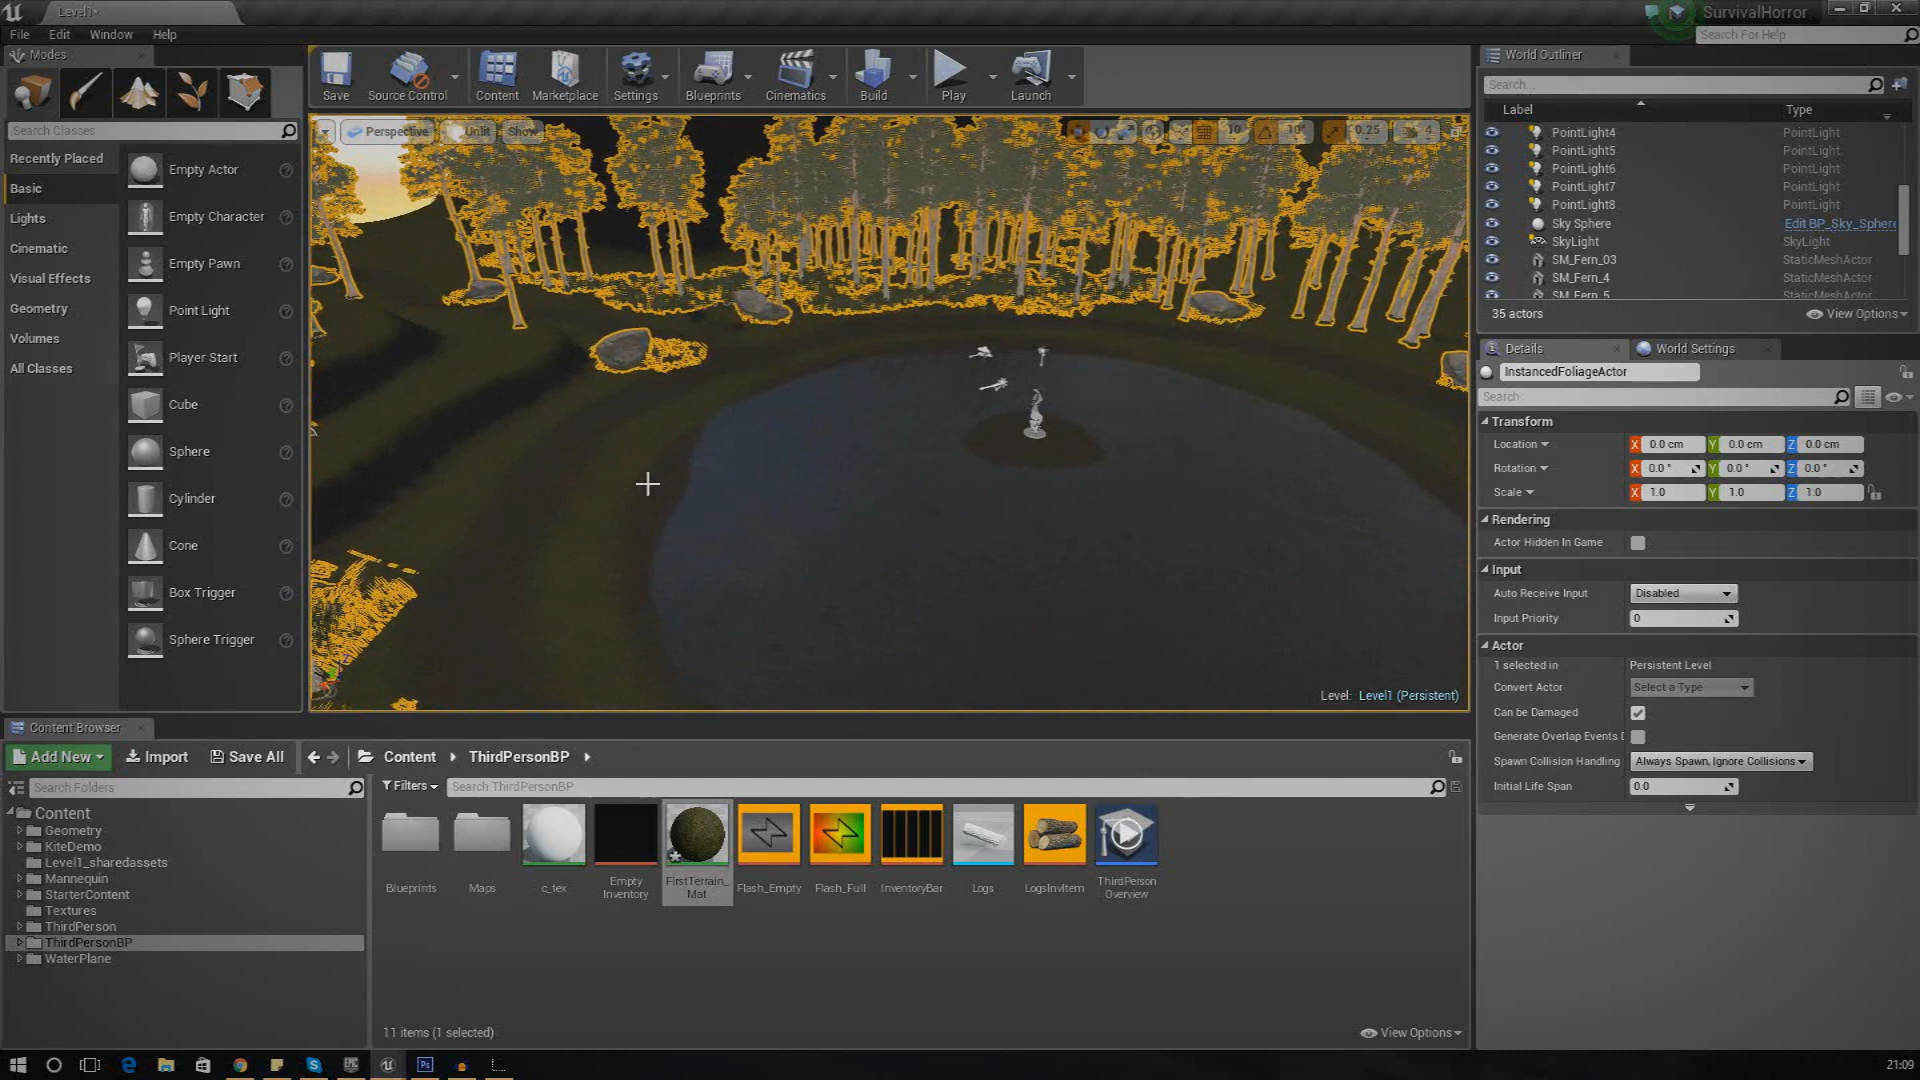 Level1*
SurvivalHorror
File Edit Window Help
Search For Help
Modes
Save
Source Control
Content
Marketplace
Settings
Blueprints
Cinematics
Build
Play
Launch
Search Classes
Recently Placed
Basic
Lights
Cinematic
Visual Effects
Geometry
Volumes
All Classes
Empty Actor
Empty Character
Empty Pawn
Point Light
Player Start
Cube
Sphere
Cylinder
Cone
Box Trigger
Sphere Trigger
Perspective
Unlit
Show
10
10°
0.25
4
Level: Level1 (Persistent)
World Outliner
Search...
Label Type
PointLight4 PointLight
PointLight5 PointLight
PointLight6 PointLight
PointLight7 PointLight
PointLight8 PointLight
Sky Sphere Edit BP_Sky_Sphere
SkyLight SkyLight
SM_Fern_03 StaticMeshActor
SM_Fern_4 StaticMeshActor
SM_Fern_5 StaticMeshActor
35 actors
View Options
Details
World Settings
InstancedFoliageActor
Search
Transform
Location X 0.0 cm Y 0.0 cm Z 0.0 cm
Rotation X 0.0 ° Y 0.0 ° Z 0.0 °
Scale X 1.0 Y 1.0 Z 1.0
Rendering
Actor Hidden In Game
Input
Auto Receive Input Disabled
Input Priority 0
Actor
1 selected in Persistent Level
Convert Actor Select a Type
Can be Damaged
Generate Overlap Events D
Spawn Collision Handling Always Spawn, Ignore Collisions
Initial Life Span 0.0
Content Browser
Add New
Import
Save All
Content
ThirdPersonBP
Search Folders
Filters
Search ThirdPersonBP
Content
Geometry
KiteDemo
Level1_sharedassets
Mannequin
StarterContent
Textures
ThirdPerson
ThirdPersonBP
WaterPlane
Blueprints
Maps
c_tex
Empty
Inventory
FirstTerrain_
Mat
Flash_Empty
Flash_Full
InventoryBar
Logs
LogsInvItem
ThirdPerson
Overview
11 items (1 selected)
View Options
EPIC
Ps
21:09